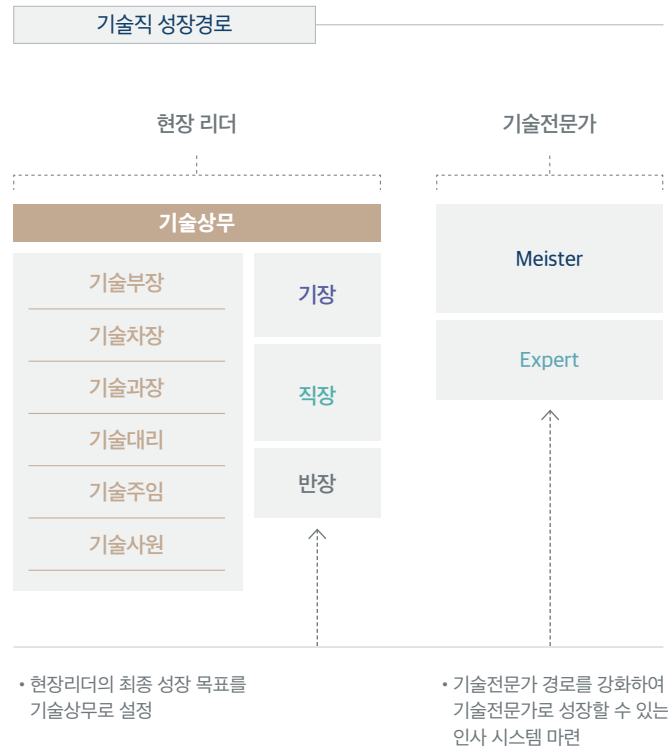 기술직 성장경로
현장 리더
기술상무
기술부장
기술차장
기술과장
기술대리
기술주임
기술사원
기장
직장
반장
• 현장리더의 최종 성장 목표를
기술상무로 설정
기술전문가
Meister
Expert
• 기술전문가 경로를 강화하여
기술전문가로 성장할 수 있는
인사 시스템 마련